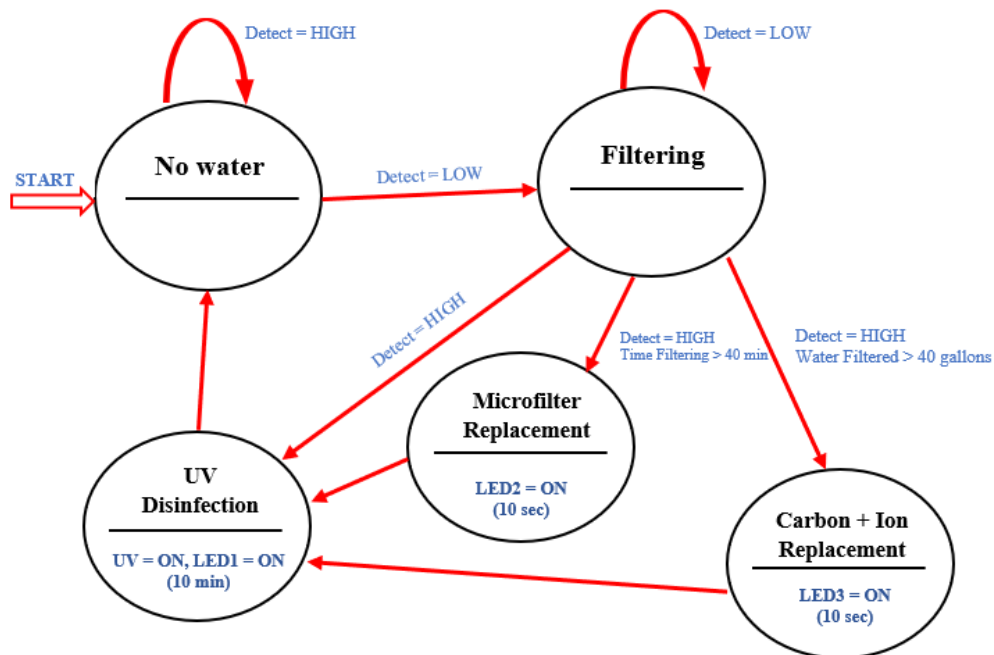 Detect = HIGH
Detect = LOW
No water
Filtering
START
Detect = LOW
Detect = HIGH
Detect = HIGH
Time Filtering > 40 min
Detect = HIGH
Water Filtered > 40 gallons
Microfilter
Replacement
LED2 = ON
(10 sec)
UV
Disinfection
UV = ON, LED1 = ON
(10 min)
Carbon + Ion
Replacement
LED3 = ON
(10 sec)